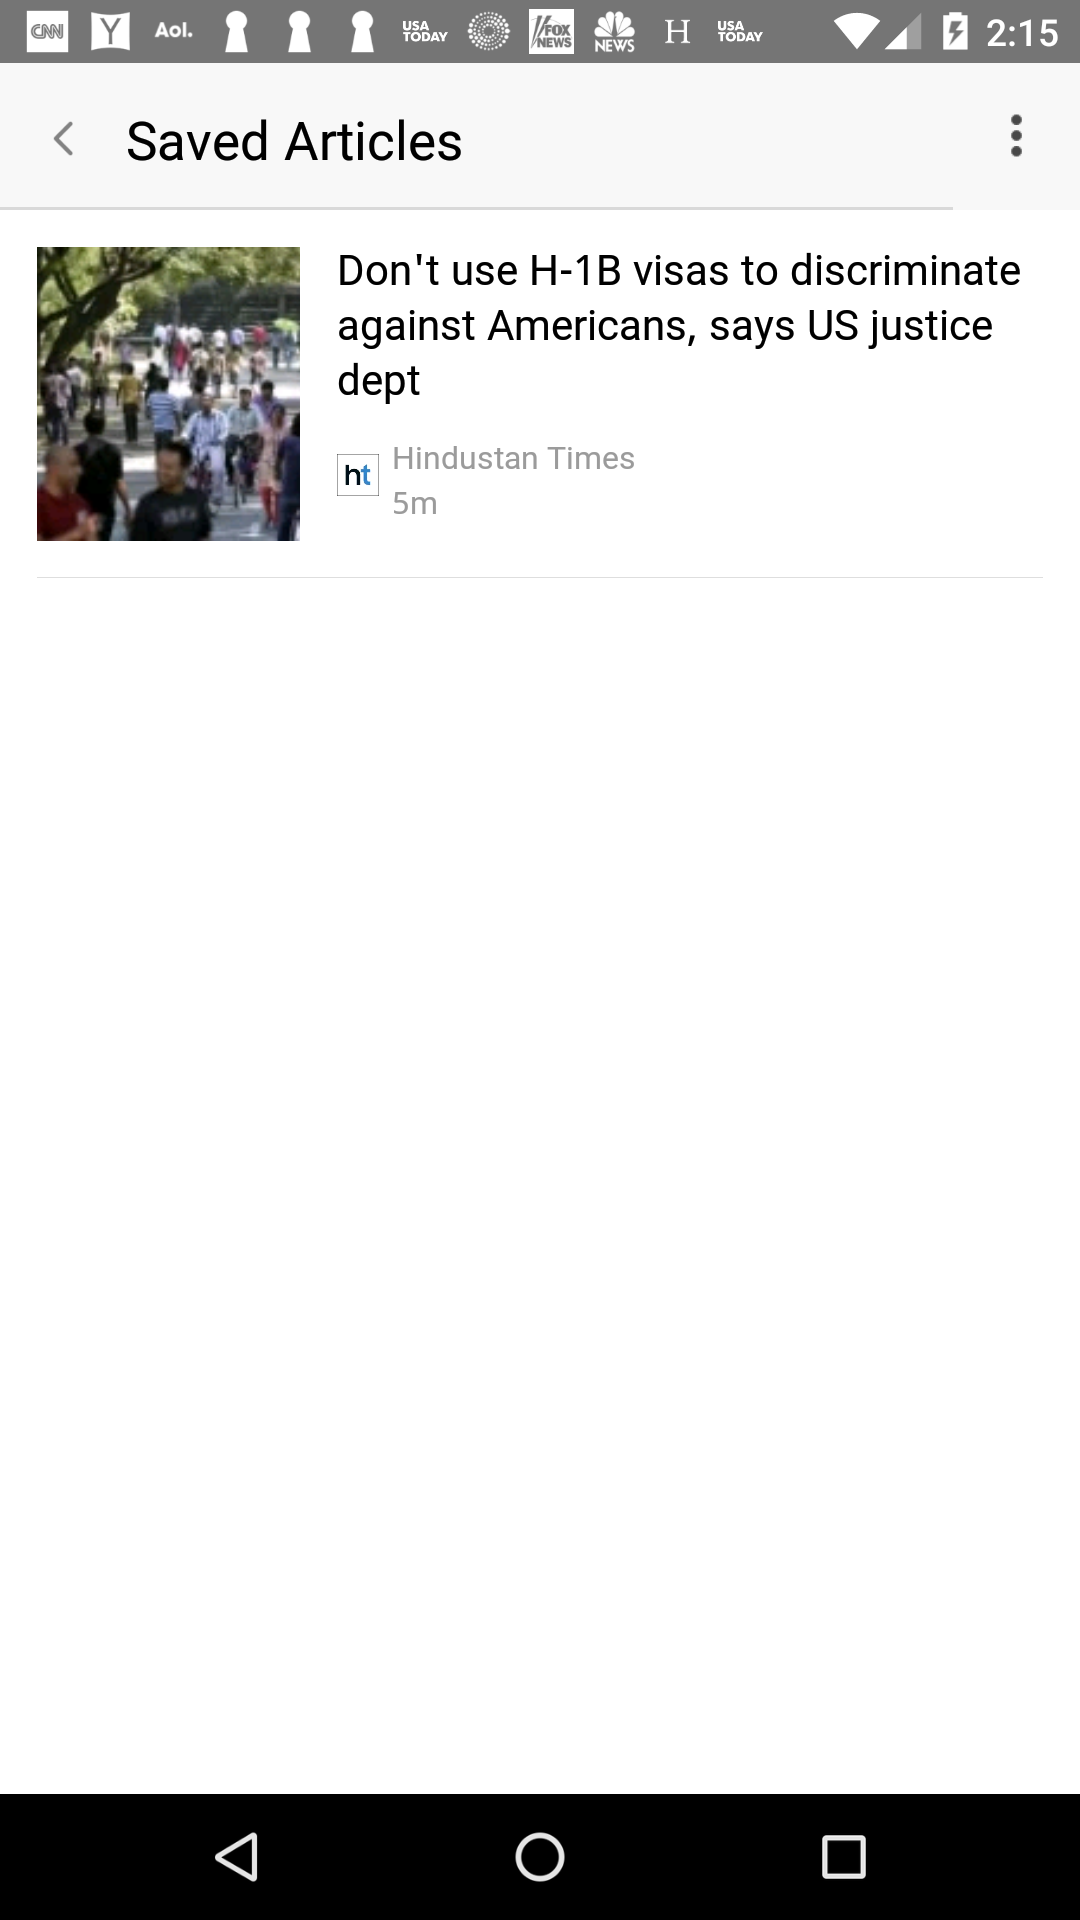 CNN Y Aol. USA TODAY FOX NEWS NBC NEWS H USA TODAY 2:15
Saved Articles
Don't use H-1B visas to discriminate
against Americans, says US justice
dept
ht Hindustan Times
5m